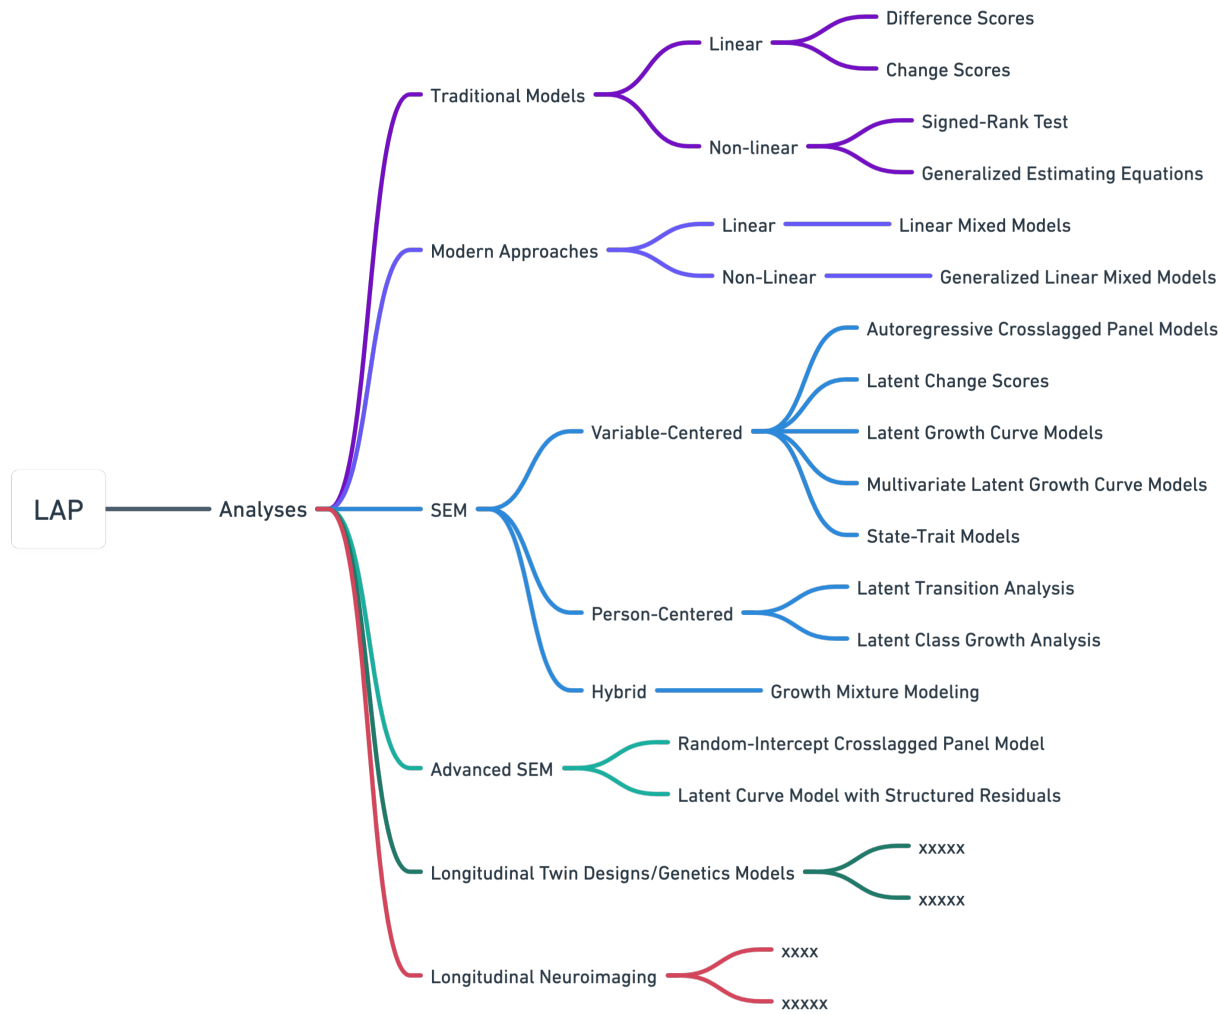 LAP
Analyses
Traditional Models
Linear
Difference Scores
Change Scores
Non-linear
Signed-Rank Test
Generalized Estimating Equations
Modern Approaches
Linear
Linear Mixed Models
Non-Linear
Generalized Linear Mixed Models
SEM
Variable-Centered
Autoregressive Crosslagged Panel Models
Latent Change Scores
Latent Growth Curve Models
Multivariate Latent Growth Curve Models
State-Trait Models
Person-Centered
Latent Transition Analysis
Latent Class Growth Analysis
Hybrid
Growth Mixture Modeling
Advanced SEM
Random-Intercept Crosslagged Panel Model
Latent Curve Model with Structured Residuals
Longitudinal Twin Designs/Genetics Models
xxxxx
xxxxx
Longitudinal Neuroimaging
xxxx
xxxxx